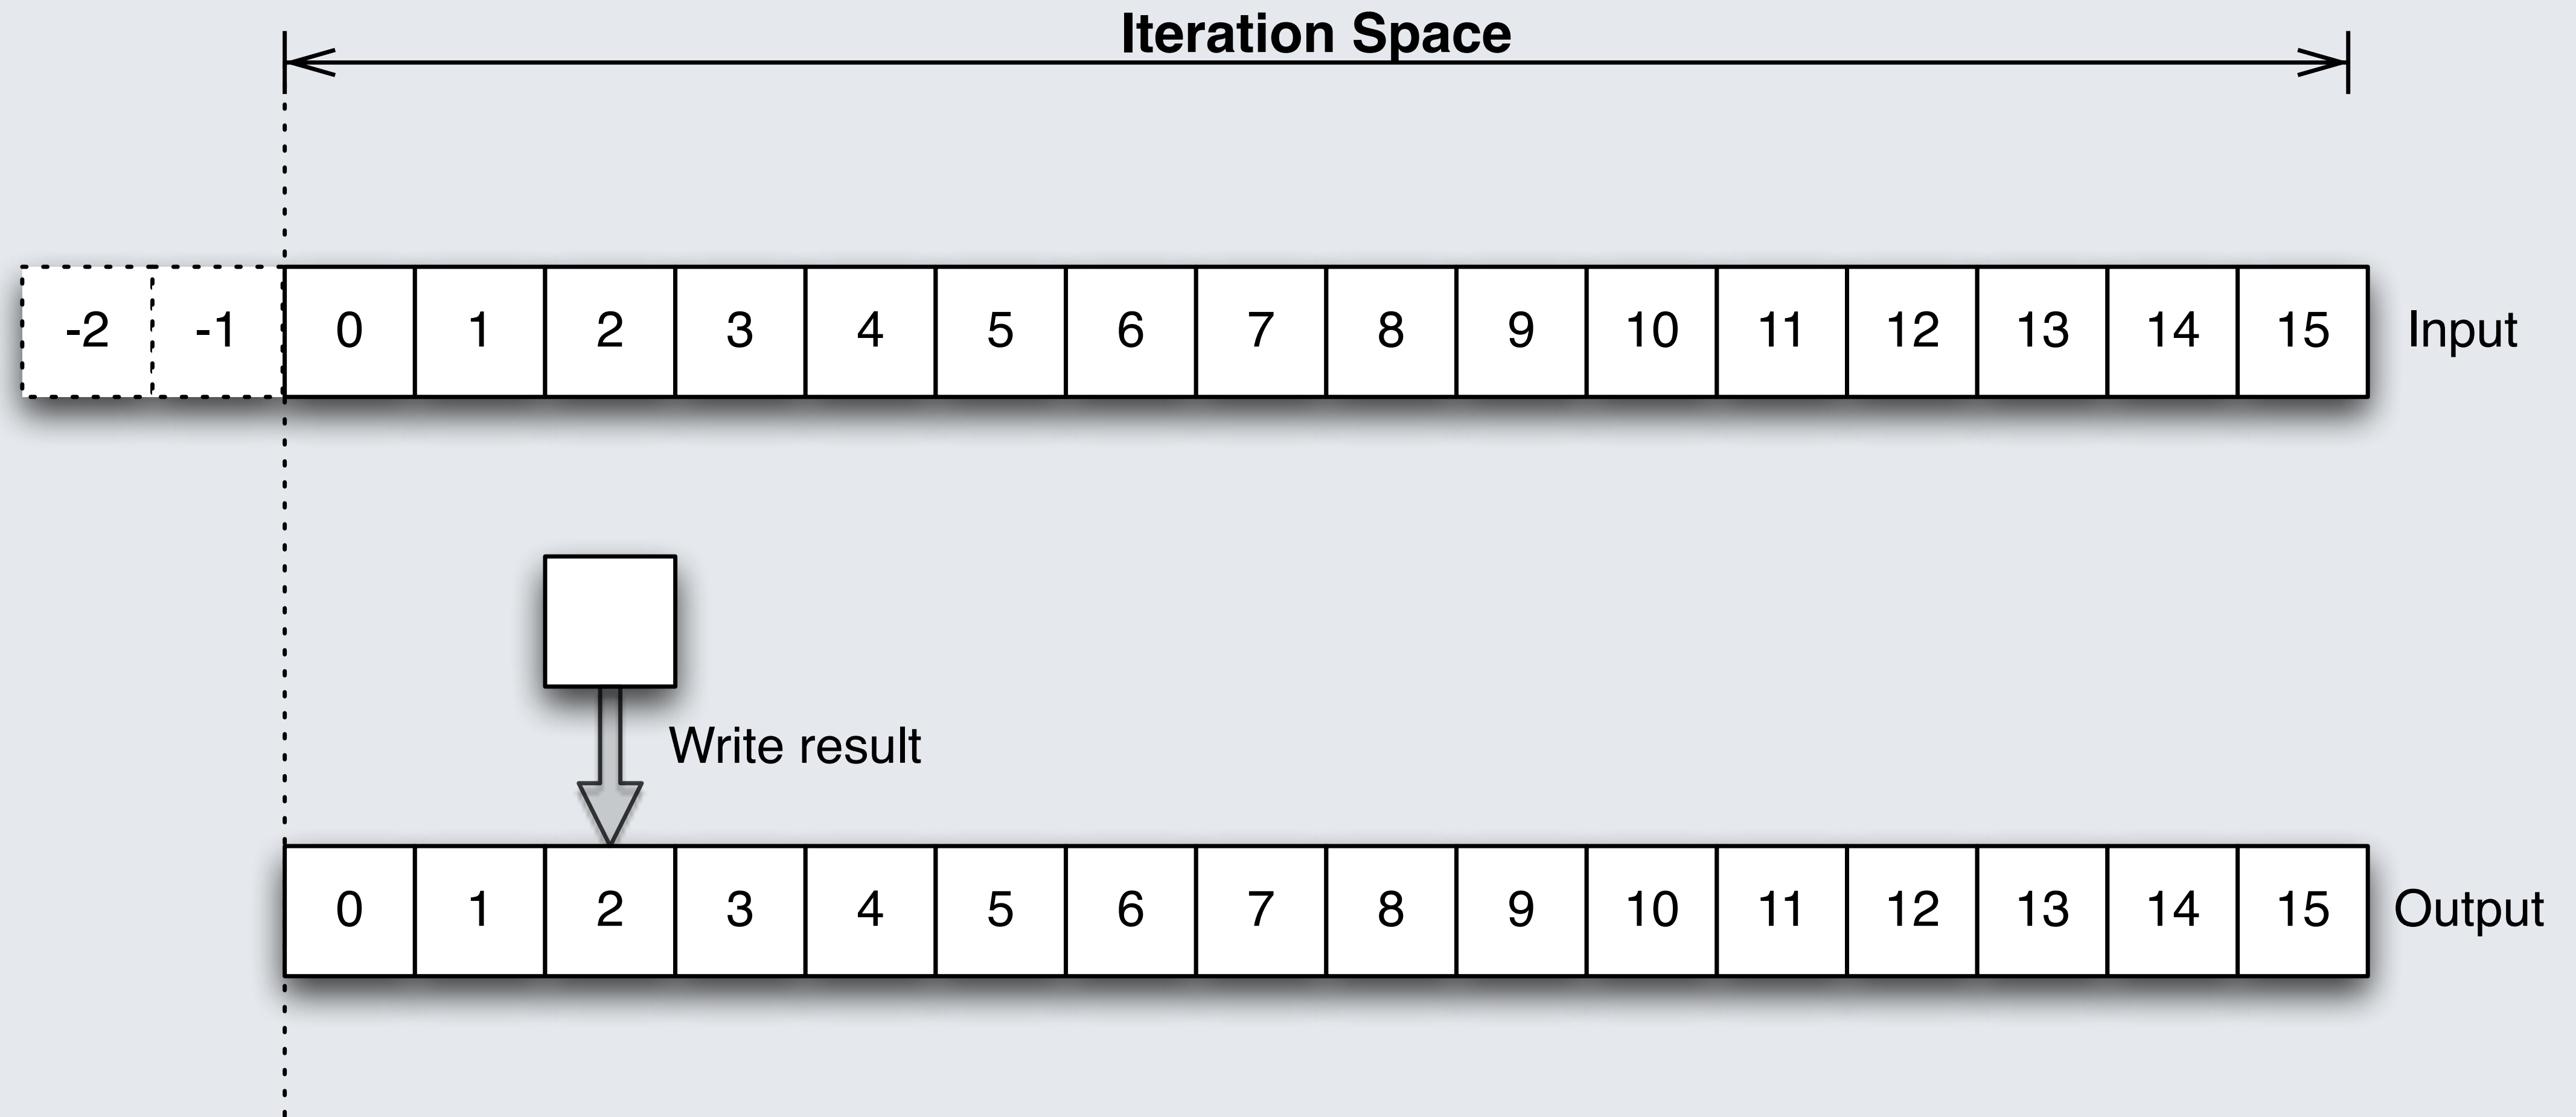 Iteration Space
-2 -1 0 1 2 3 4 5 6 7 8 9 10 11 12 13 14 15 Input
Write result
0 1 2 3 4 5 6 7 8 9 10 11 12 13 14 15 Output